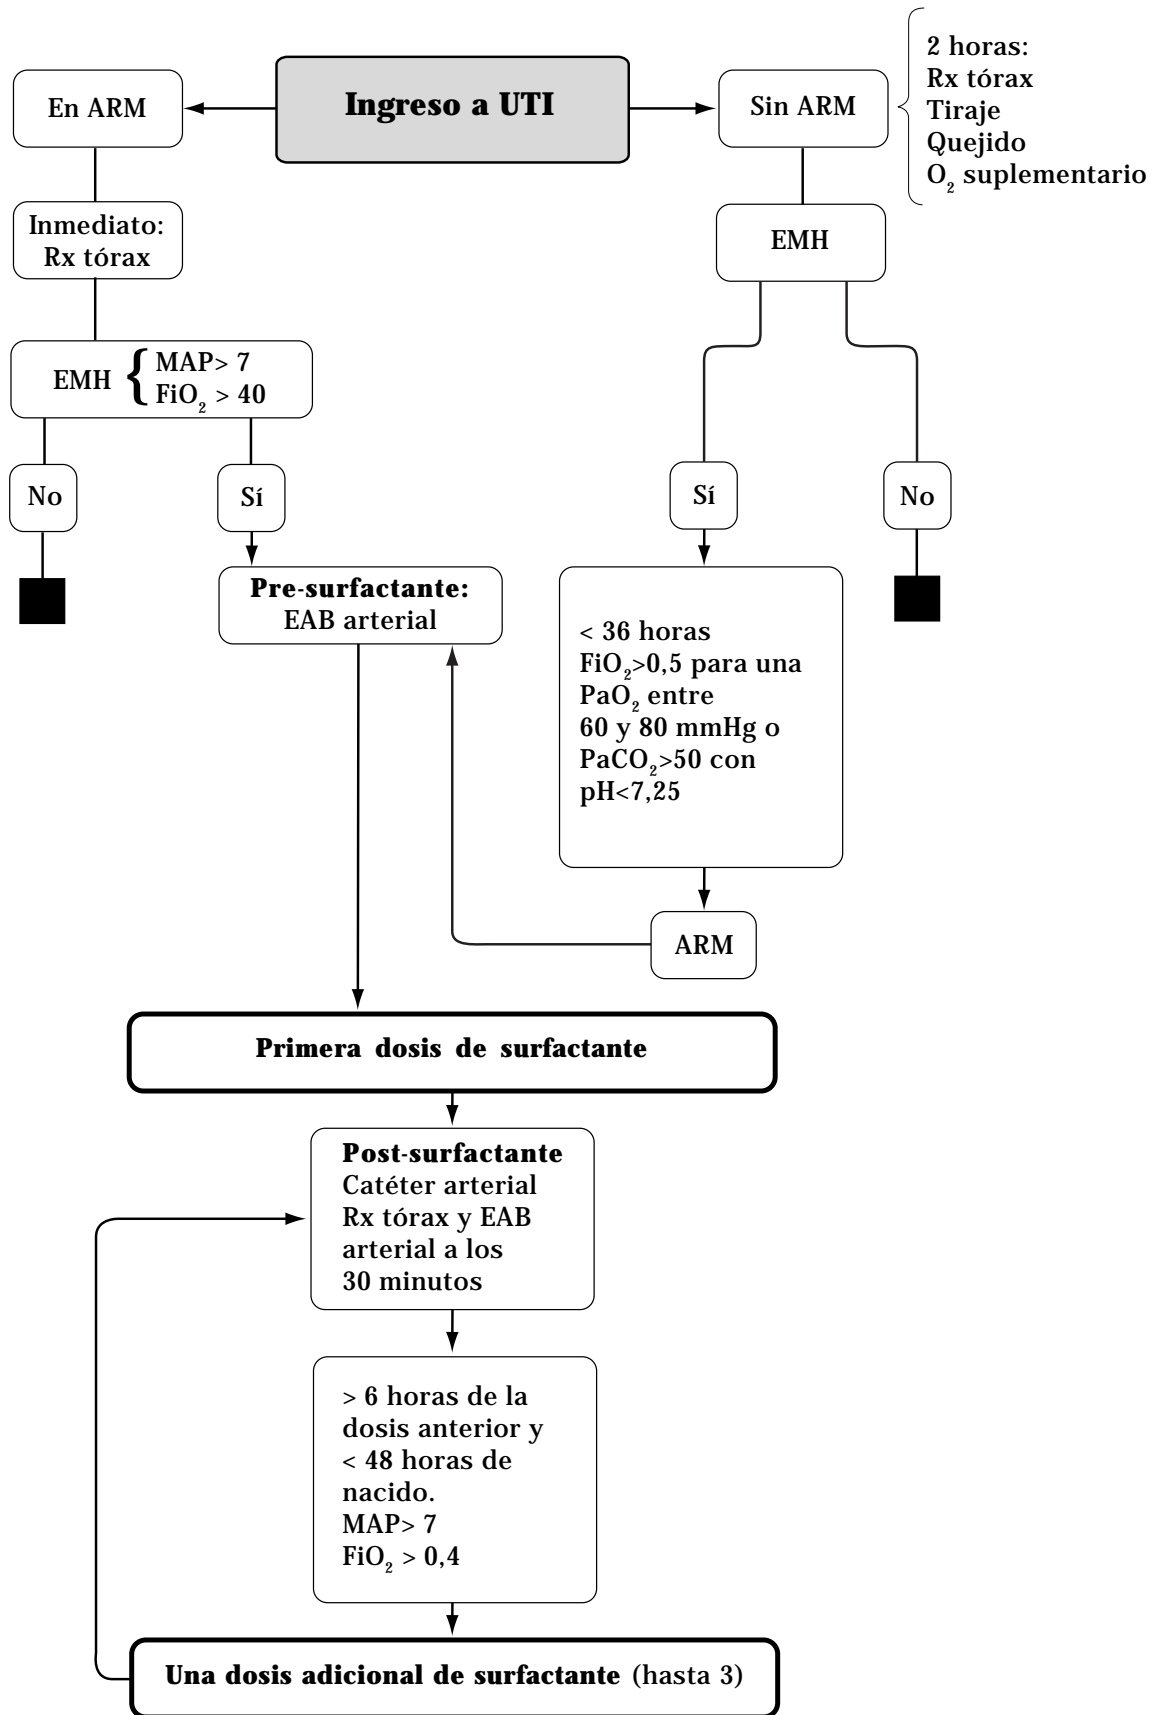 Ingreso a UTI
En ARM
Inmediato:
Rx tórax
EMH { MAP> 7
FiO₂ > 40
No
Sí
Pre-surfactante:
EAB arterial
Sin ARM
2 horas:
Rx tórax
Tiraje
Quejido
O₂ suplementario
EMH
Sí
No
< 36 horas
FiO₂>0,5 para una
PaO₂ entre
60 y 80 mmHg o
PaCO₂>50 con
pH<7,25
ARM
Primera dosis de surfactante
Post-surfactante
Catéter arterial
Rx tórax y EAB
arterial a los
30 minutos
> 6 horas de la
dosis anterior y
< 48 horas de
nacido.
MAP> 7
FiO₂ > 0,4
Una dosis adicional de surfactante (hasta 3)